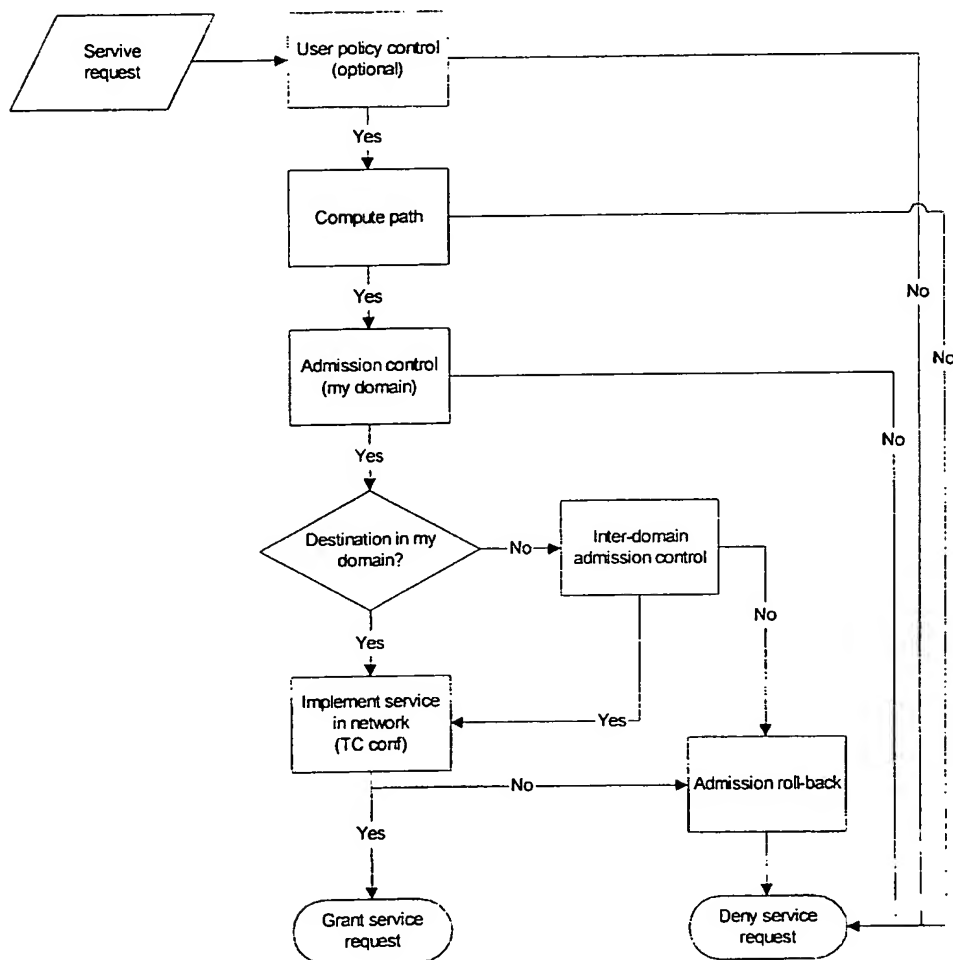 Servive
request
User policy control
(optional)
Yes
Compute path
Yes
No
No
Admission control
(my domain)
No
Yes
Destination in my
domain?
No
Inter-domain
admission control
No
Yes
Implement service
in network
(TC conf)
Yes
No
Admission roll-back
Yes
Grant service
request
Deny service
request